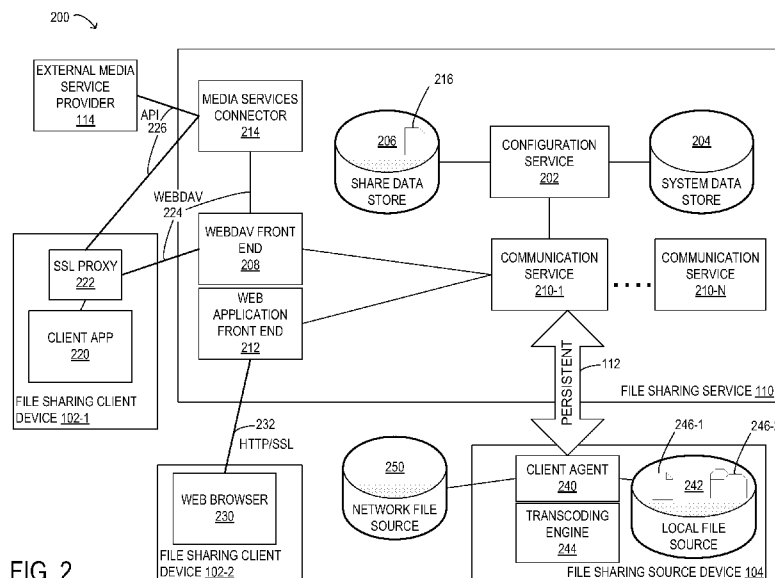 200
EXTERNAL MEDIA
SERVICE
PROVIDER
114
API
226
MEDIA SERVICES
CONNECTOR
214
216
206
SHARE DATA
STORE
CONFIGURATION
SERVICE
202
204
SYSTEM DATA
STORE
WEBDAV
224
SSL PROXY
222
CLIENT APP
220
FILE SHARING CLIENT
DEVICE 102-1
WEBDAV FRONT
END
208
WEB
APPLICATION
FRONT END
212
COMMUNICATION
SERVICE
210-1
COMMUNICATION
SERVICE
210-N
PERSISTENT
112
FILE SHARING SERVICE 110
232
HTTP/SSL
WEB BROWSER
230
FILE SHARING CLIENT
DEVICE 102-2
250
NETWORK FILE
SOURCE
CLIENT AGENT
240
TRANSCODING
ENGINE
244
246-1
242
LOCAL FILE
SOURCE
FILE SHARING SOURCE DEVICE 104
FIG. 2